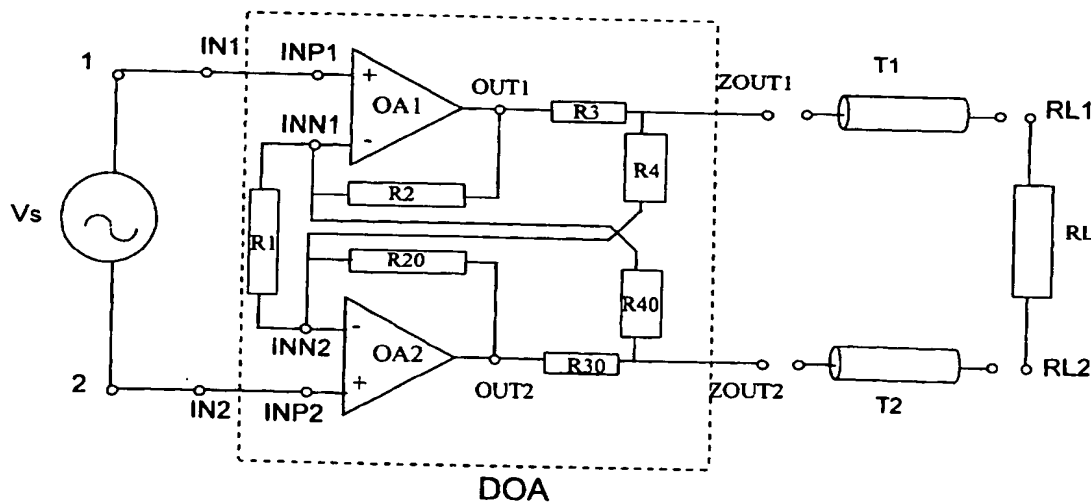 1
IN1
INP1
+
OA1
-
OUT1
R3
ZOUT1
T1
RL1
INN1
R4
R2
Vs
R1
RL
R20
R40
INN2
-
OA2
+
OUT2
R30
ZOUT2
T2
RL2
2
IN2
INP2
DOA